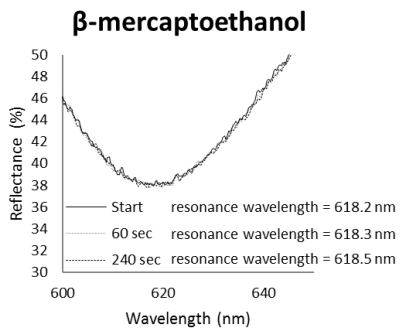 β-mercaptoethanol
50
48
46
44
42
40
38
36
34
32
30
Reflectance (%)
Start resonance wavelength = 618.2 nm
60 sec resonance wavelength = 618.3 nm
240 sec resonance wavelength = 618.5 nm
600 620 640
Wavelength (nm)